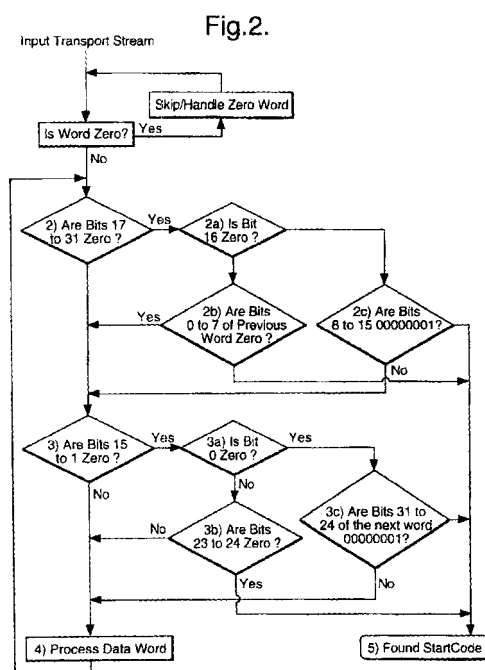 Fig.2.
Input Transport Stream
Skip/Handle Zero Word
Is Word Zero?
Yes
No
2) Are Bits 17
to 31 Zero ?
Yes
2a) Is Bit
16 Zero ?
Yes
2b) Are Bits
0 to 7 of Previous
Word Zero ?
2c) Are Bits
8 to 15 00000001?
No
3) Are Bits 15
to 1 Zero ?
Yes
3a) Is Bit
0 Zero ?
Yes
No
No
No
3b) Are Bits
23 to 24 Zero ?
3c) Are Bits 31 to
24 of the next word
00000001?
Yes
No
4) Process Data Word
5) Found StartCode